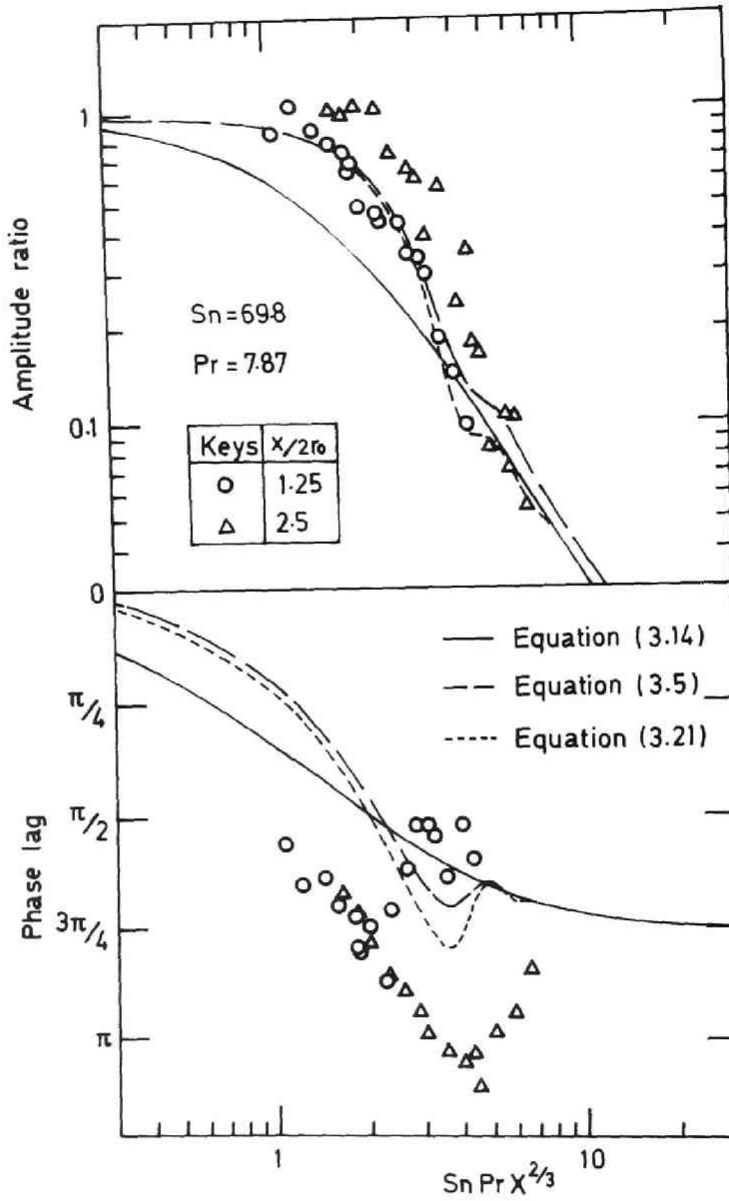 1
Amplitude ratio
Sn = 69.8
Pr = 7.87
0.1
Keys x/2r₀
○ 1.25
△ 2.5
0
Equation (3.14)
Equation (3.5)
Equation (3.21)
π/4
π/2
Phase lag
3π/4
π
1 10
Sn Pr X^2/3